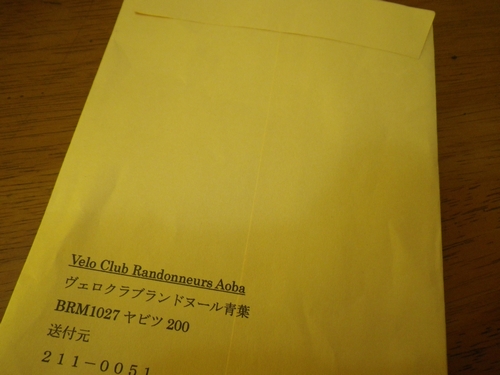 Velo Club Randonneurs Aoba
ヴェロクラブランドヌール青葉
BRM1027 ヤビツ 200
送付元
２１１－００５１